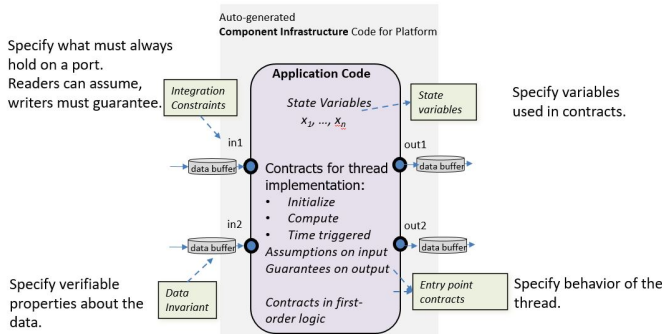 Auto-generated
Component Infrastructure Code for Platform
Specify what must always
hold on a port.
Readers can assume,
writers must guarantee.
Integration
Constraints
Application Code
State Variables
x1, …, xn
State
variables
Specify variables
used in contracts.
in1
out1
data buffer
data buffer
Contracts for thread
implementation:
• Initialize
• Compute
• Time triggered
in2
out2
data buffer
data buffer
Assumptions on input
Guarantees on output
Specify verifiable
properties about the
data.
Data
Invariant
Contracts in first-
order logic
Entry point
contracts
Specify behavior of the
thread.